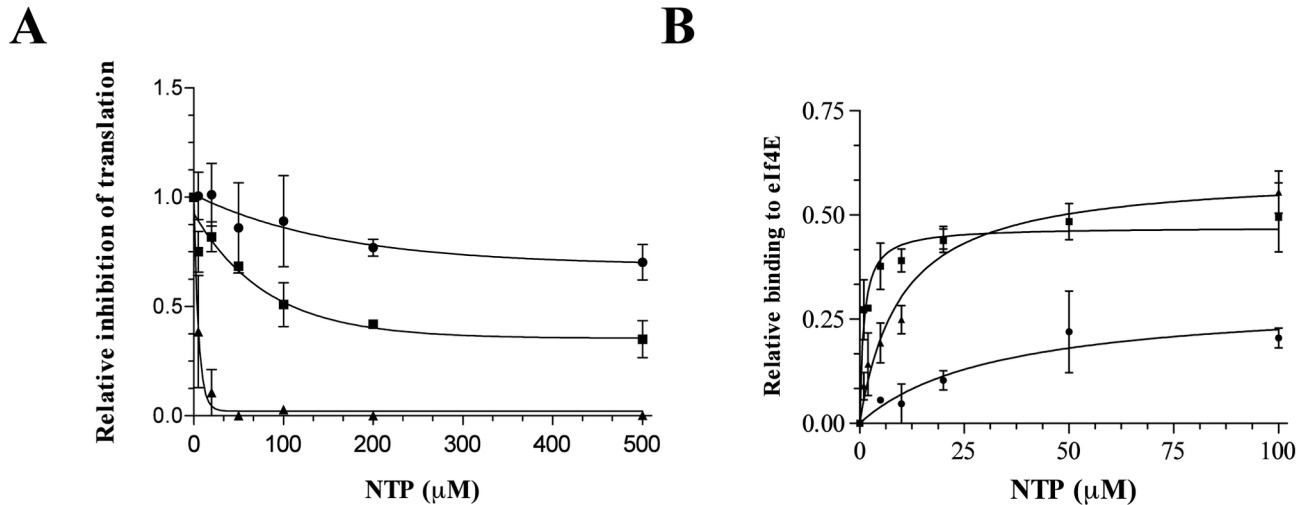 A
Relative inhibition of translation
1.5
1.0
0.5
0.0
0 100 200 300 400 500
NTP (μM)
B
Relative binding to eIf4E
0.75
0.50
0.25
0.00
0 25 50 75 100
NTP (μM)